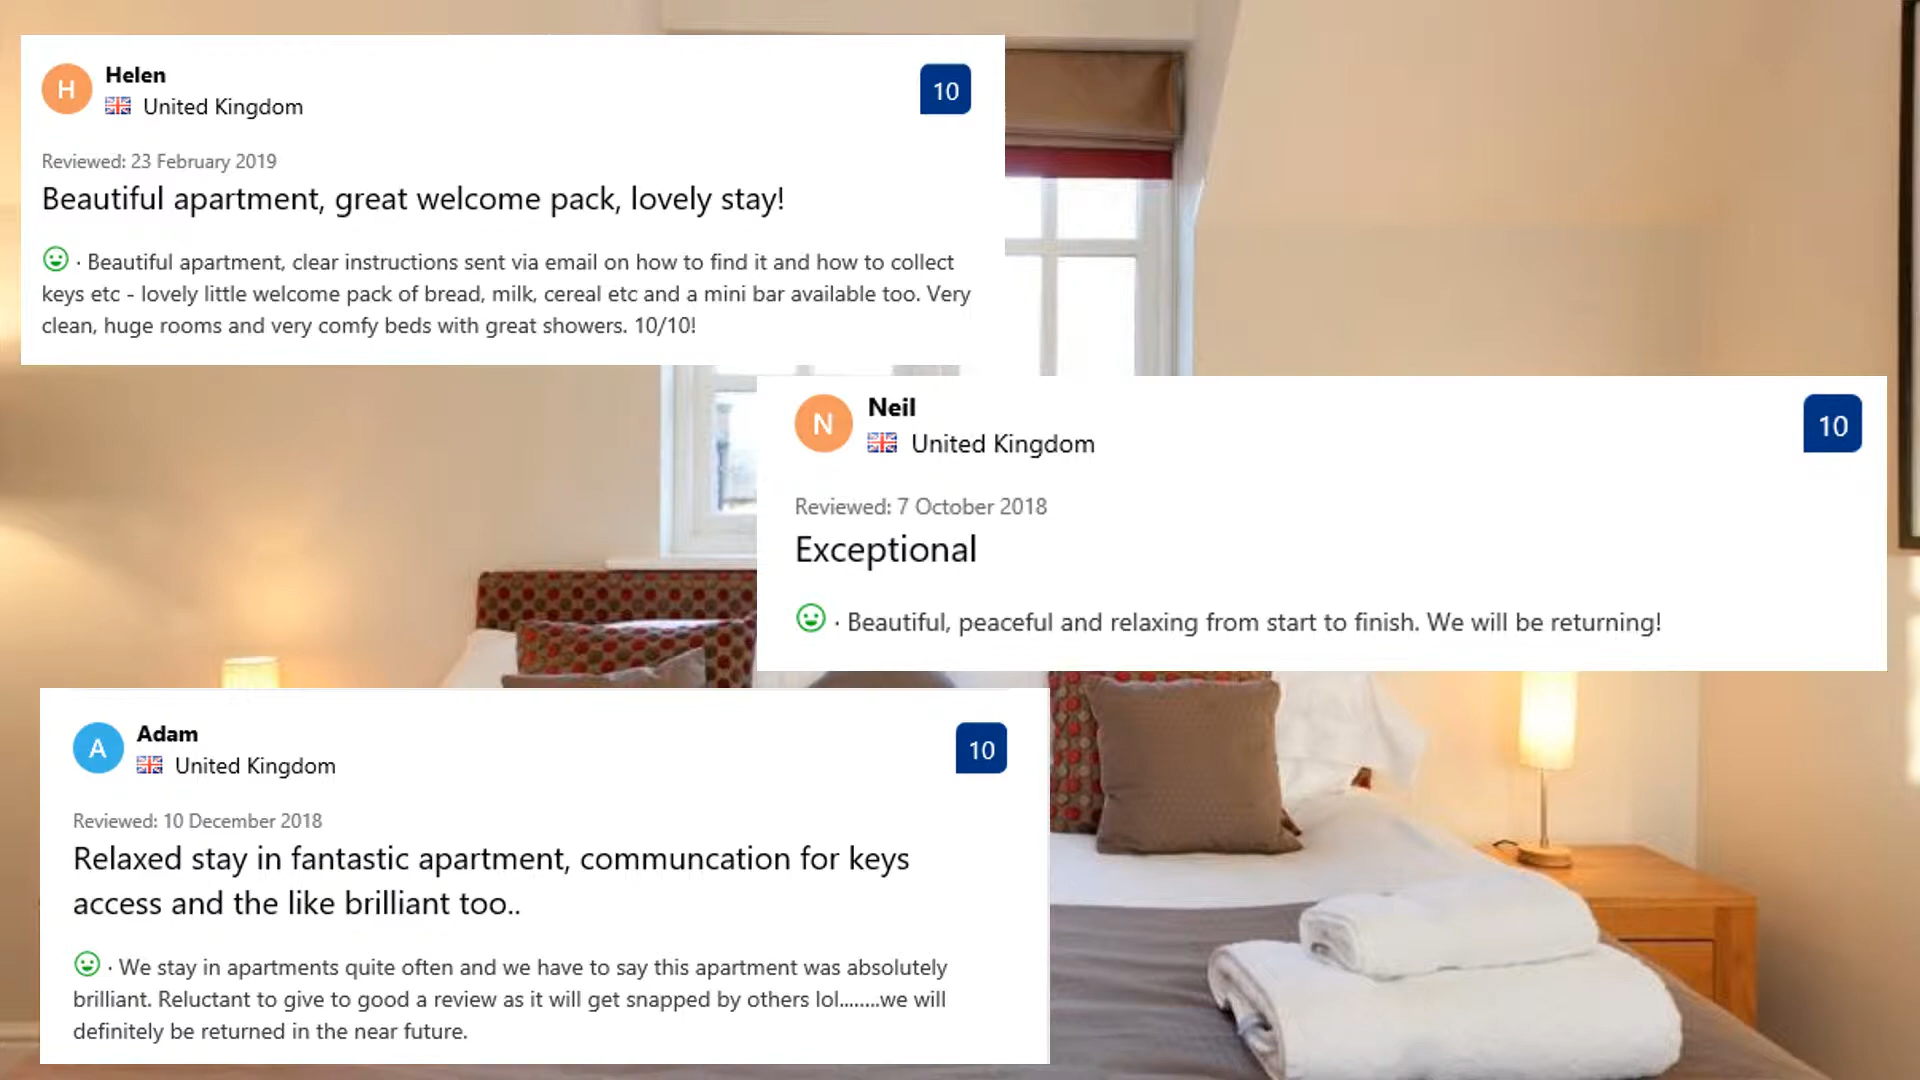 H
Helen
United Kingdom
10
Reviewed: 23 February 2019
Beautiful apartment, great welcome pack, lovely stay!
· Beautiful apartment, clear instructions sent via email on how to find it and how to collect
keys etc - lovely little welcome pack of bread, milk, cereal etc and a mini bar available too. Very
clean, huge rooms and very comfy beds with great showers. 10/10!
N
Neil
United Kingdom
10
Reviewed: 7 October 2018
Exceptional
· Beautiful, peaceful and relaxing from start to finish. We will be returning!
A
Adam
United Kingdom
10
Reviewed: 10 December 2018
Relaxed stay in fantastic apartment, communcation for keys
access and the like brilliant too..
· We stay in apartments quite often and we have to say this apartment was absolutely
brilliant. Reluctant to give to good a review as it will get snapped by others lol........we will
definitely be returned in the near future.